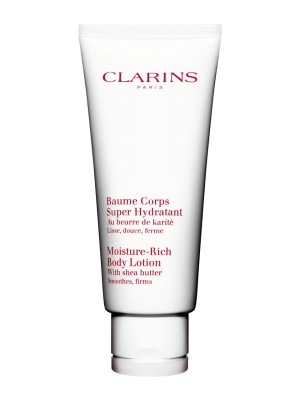 CLARINS
PARIS
Baume Corps
Super Hydratant
Au beurre de karité
Lisse, douce, ferme
Moisture-Rich
Body Lotion
With shea butter
Smoothes, firms